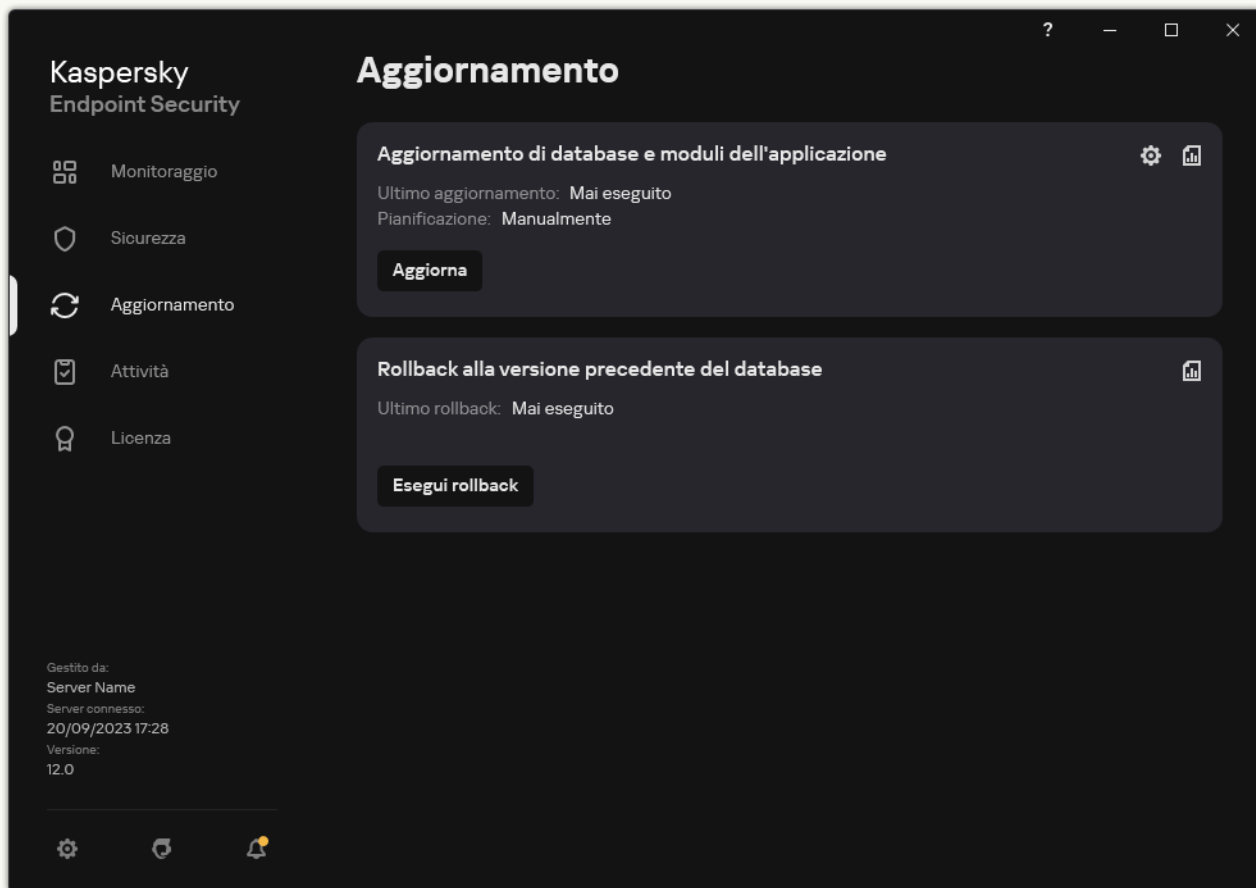 ?
Kaspersky
Endpoint Security
Monitoraggio
Sicurezza
Aggiornamento
Attività
Licenza
Gestito da:
Server Name
Server connesso:
20/09/2023 17:28
Versione:
12.0
Aggiornamento
Aggiornamento di database e moduli dell'applicazione
Ultimo aggiornamento: Mai eseguito
Pianificazione: Manualmente
Aggiorna
Rollback alla versione precedente del database
Ultimo rollback: Mai eseguito
Esegui rollback